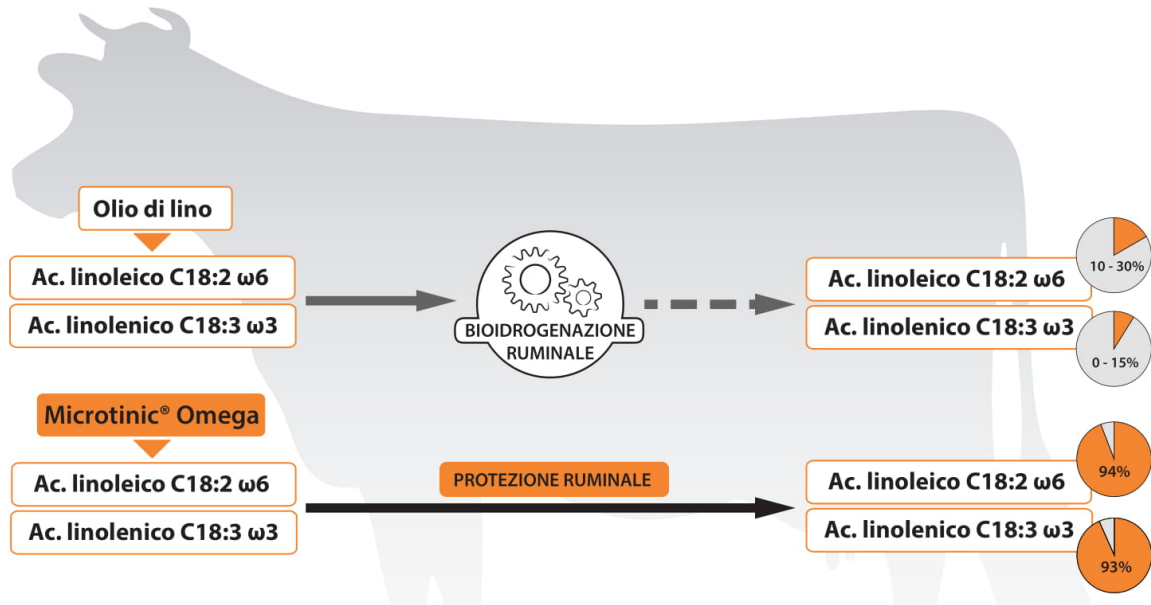 Olio di lino
Ac. linoleico C18:2 ω6
Ac. linolenico C18:3 ω3
BIOIDROGENAZIONE
RUMINALE
Ac. linoleico C18:2 ω6
10 - 30%
Ac. linolenico C18:3 ω3
0 - 15%
Microtinic® Omega
Ac. linoleico C18:2 ω6
Ac. linolenico C18:3 ω3
PROTEZIONE RUMINALE
Ac. linoleico C18:2 ω6
94%
Ac. linolenico C18:3 ω3
93%